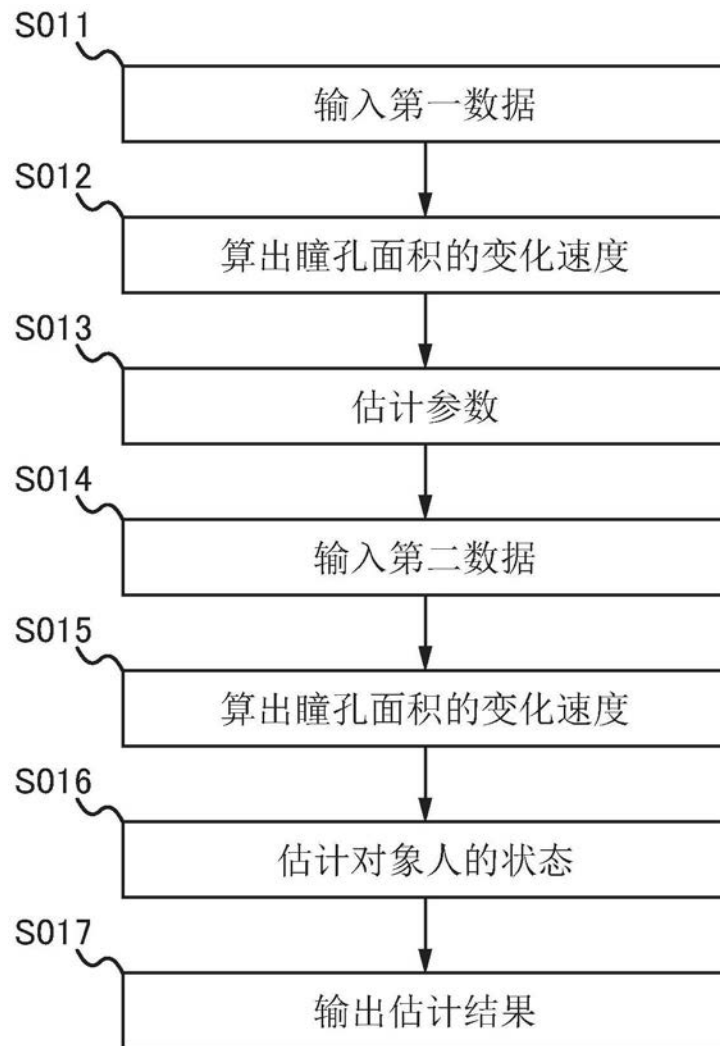 S011
输入第一数据
S012
算出瞳孔面积的变化速度
S013
估计参数
S014
输入第二数据
S015
算出瞳孔面积的变化速度
S016
估计对象人的状态
S017
输出估计结果